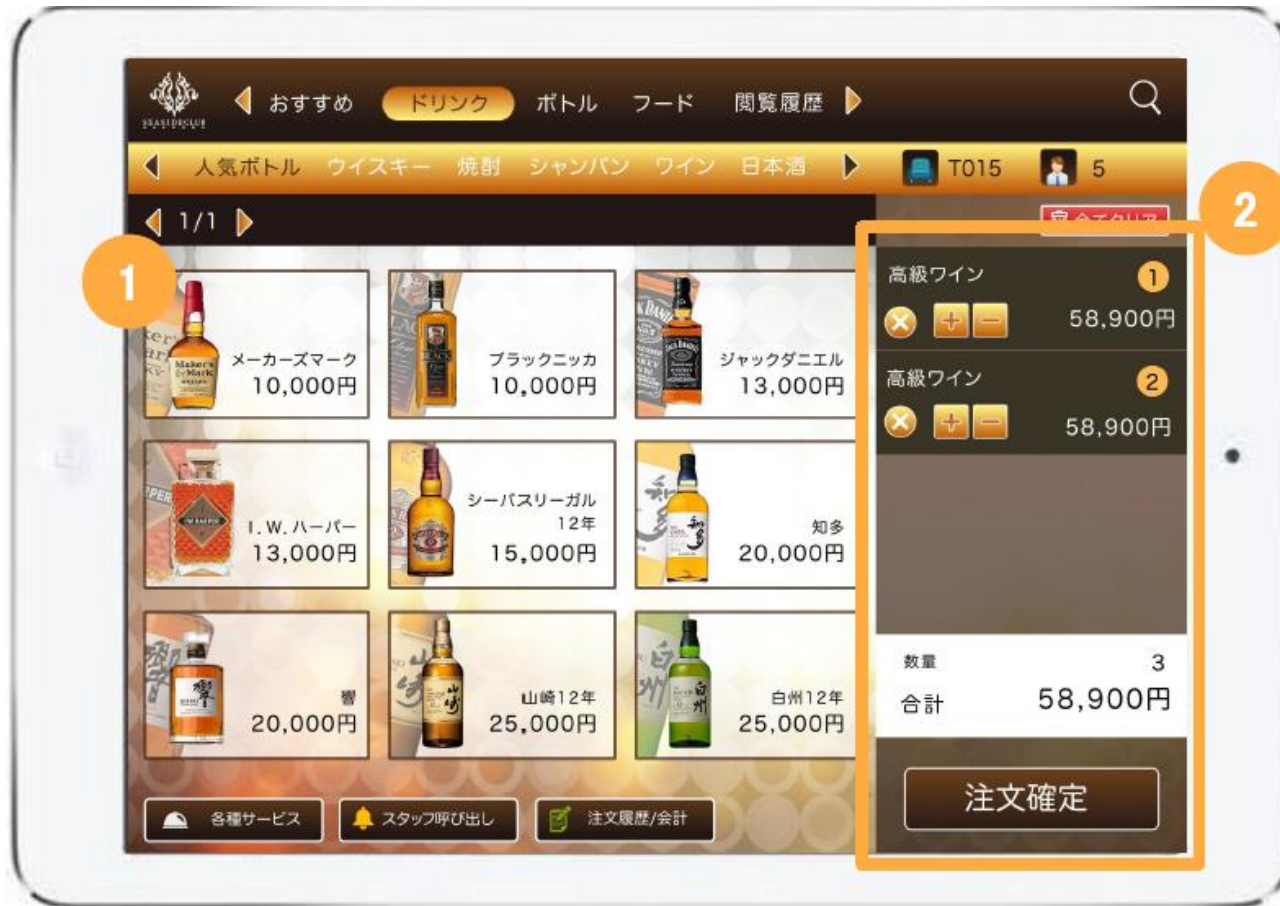 SEASIDECLUB
おすすめ ドリンク ボトル フード 閲覧履歴
人気ボトル ウイスキー 焼酎 シャンパン ワイン 日本酒
T015 5
1/1
全てクリア
1
2
メーカーズマーク
10,000円
ブラックニッカ
10,000円
ジャックダニエル
13,000円
I.W.ハーパー
13,000円
シーバスリーガル
12年
15,000円
知多
20,000円
響
20,000円
山崎12年
25,000円
白州12年
25,000円
高級ワイン 1
58,900円
高級ワイン 2
58,900円
数量 3
合計 58,900円
注文確定
各種サービス スタッフ呼び出し 注文履歴/会計